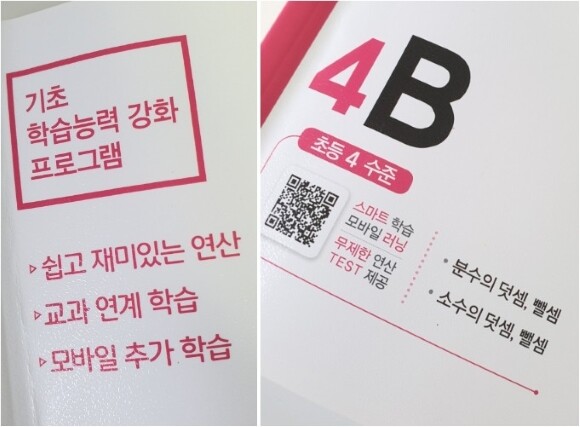 기초
학습능력 강화
프로그램
▷쉽고 재미있는 연산
▷교과 연계 학습
▷모바일 추가 학습
4B
초등 4 수준
스마트 학습
모바일 러닝
무제한 연산
TEST 제공
• 분수의 덧셈, 뺄셈
• 소수의 덧셈, 뺄셈